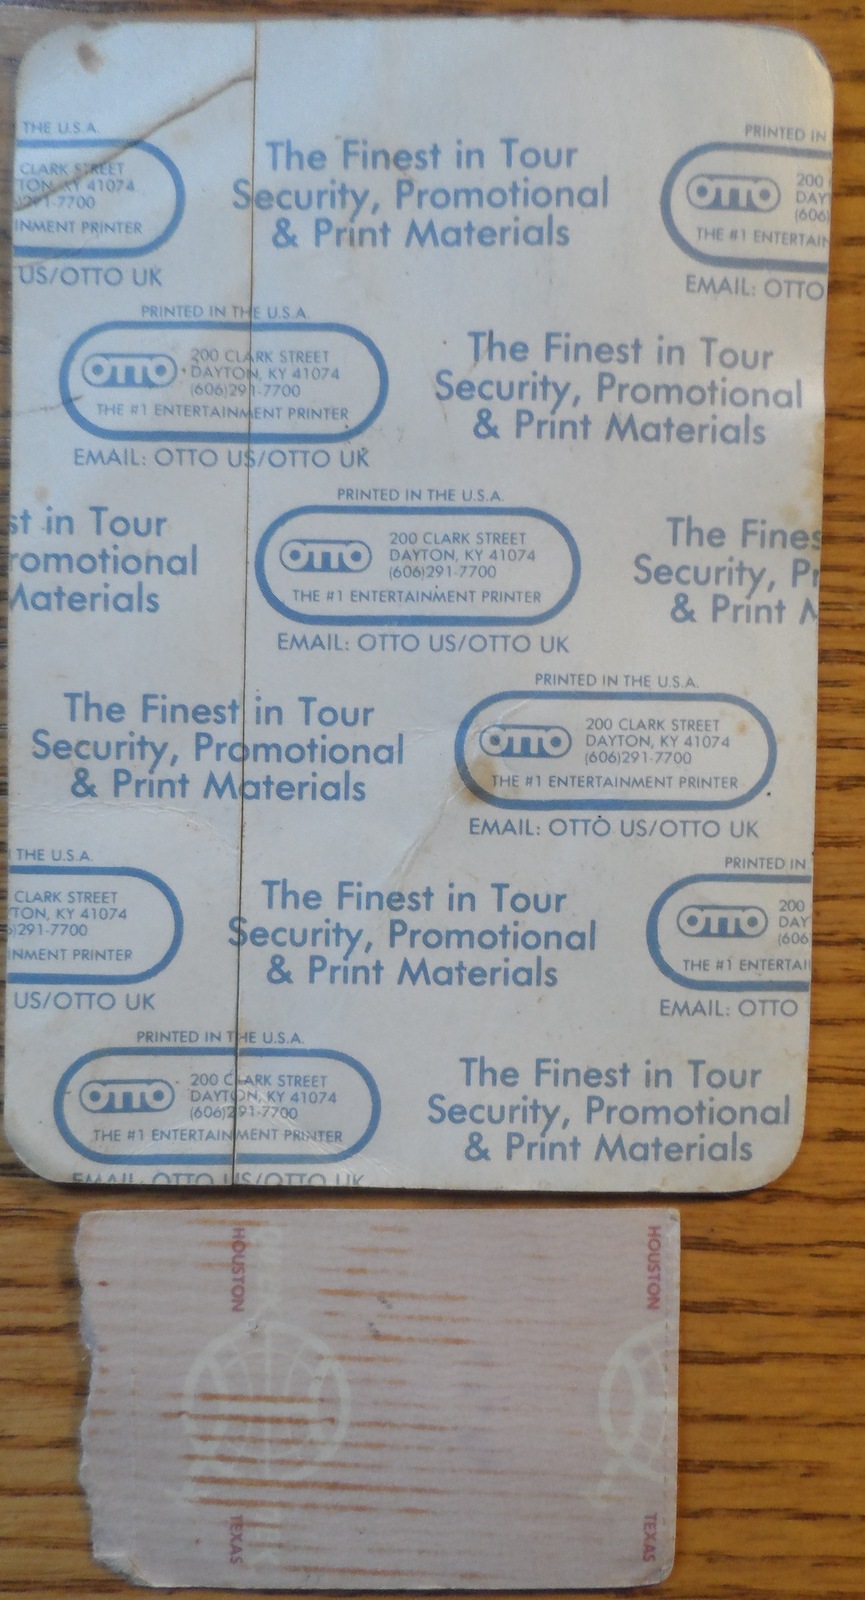 THE U.S.A.
CLARK STREET
TON, KY 41074
)291-7700
INMENT PRINTER
US/OTTO UK
The Finest in Tour
Security, Promotional
& Print Materials
PRINTED IN
OTTO
200
DAY
(606)
THE #1 ENTERTAIN
EMAIL: OTTO
PRINTED IN THE U.S.A.
OTTO
200 CLARK STREET
DAYTON, KY 41074
(606)291-7700
THE #1 ENTERTAINMENT PRINTER
EMAIL: OTTO US/OTTO UK
The Finest in Tour
Security, Promotional
& Print Materials
st in Tour
romotional
Materials
PRINTED IN THE U.S.A.
OTTO
200 CLARK STREET
DAYTON, KY 41074
(606)291-7700
THE #1 ENTERTAINMENT PRINTER
EMAIL: OTTO US/OTTO UK
The Fines
Security, Pr
& Print M
The Finest in Tour
Security, Promotional
& Print Materials
PRINTED IN THE U.S.A.
OTTO
200 CLARK STREET
DAYTON, KY 41074
(606)291-7700
THE #1 ENTERTAINMENT PRINTER
EMAIL: OTTO US/OTTO UK
THE U.S.A.
CLARK STREET
TON, KY 41074
)291-7700
NMENT PRINTER
US/OTTO UK
The Finest in Tour
Security, Promotional
& Print Materials
PRINTED IN
OTTO
200
DAY
(606
THE #1 ENTERTAI
EMAIL: OTTO
PRINTED IN THE U.S.A.
OTTO
200 CLARK STREET
DAYTON, KY 41074
(606)291-7700
THE #1 ENTERTAINMENT PRINTER
EMAIL: OTTO US/OTTO UK
The Finest in Tour
Security, Promotional
& Print Materials
HOUSTON
TEXAS
HOUSTON
TEXAS